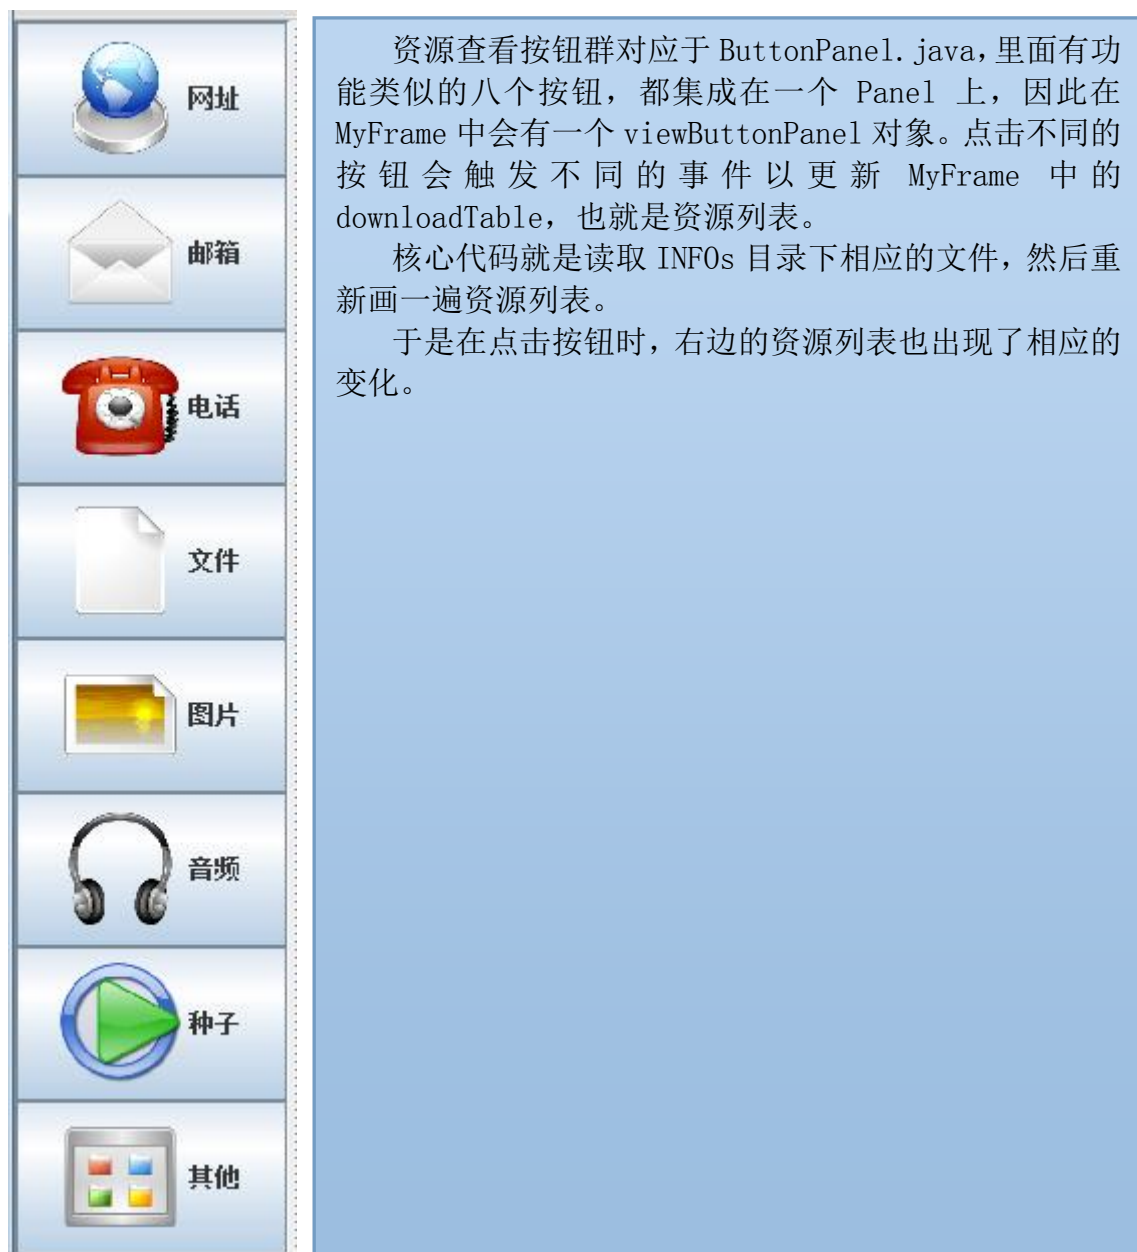 网址
邮箱
电话
文件
图片
音频
种子
其他
资源查看按钮群对应于 ButtonPanel.java，里面有功
能类似的八个按钮，都集成在一个 Panel 上，因此在
MyFrame 中会有一个 viewButtonPanel 对象。点击不同的
按钮会触发不同的事件以更新 MyFrame 中的
downloadTable，也就是资源列表。
核心代码就是读取 INFOs 目录下相应的文件，然后重
新画一遍资源列表。
于是在点击按钮时，右边的资源列表也出现了相应的
变化。